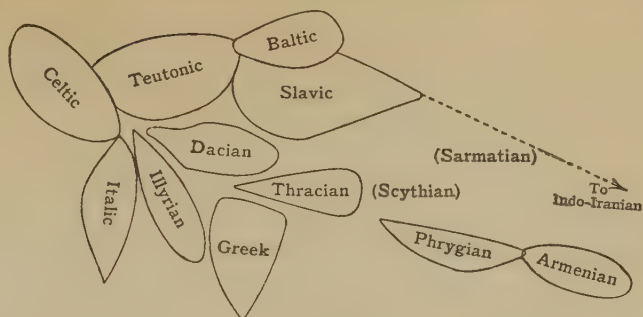 Celtic
Teutonic
Baltic
Slavic
Dacian
(Sarmatian)
To
Indo-Iranian
Italic
Illyrian
Thracian
(Scythian)
Greek
Phrygian
Armenian